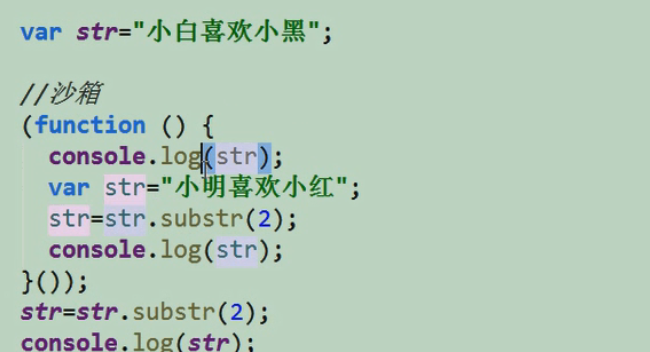 var str="小白喜欢小黑";
//沙箱
(function () {
console.log(str);
var str="小明喜欢小红";
str=str.substr(2);
console.log(str);
}());
str=str.substr(2);
console.log(str);